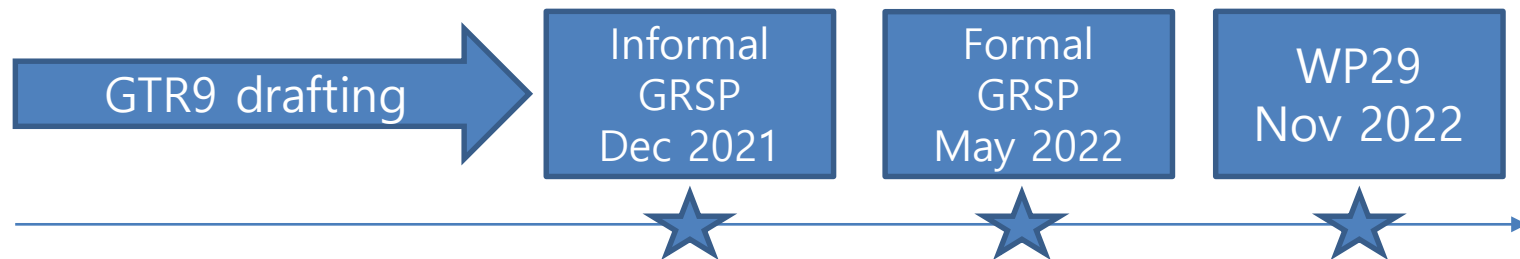 GTR9 drafting
Informal
GRSP
Dec 2021
Formal
GRSP
May 2022
WP29
Nov 2022